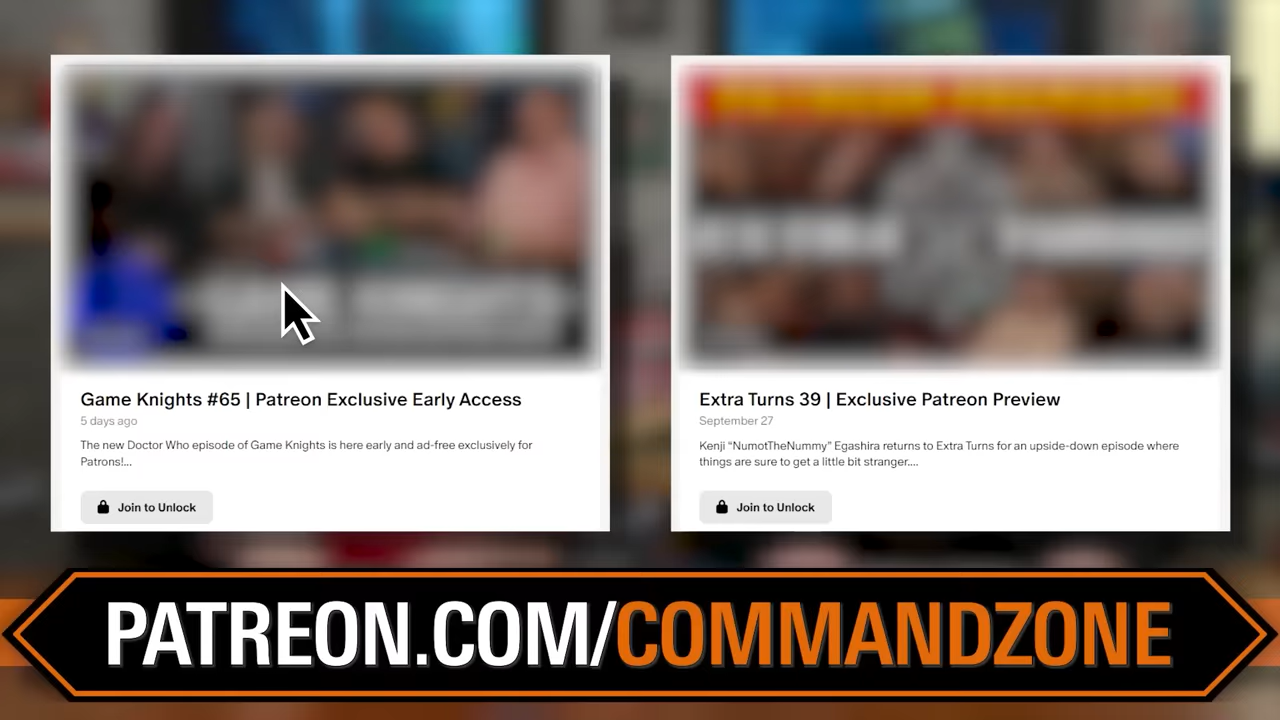 Game Knights #65 | Patreon Exclusive Early Access
5 days ago
The new Doctor Who episode of Game Knights is here early and ad-free exclusively for
Patrons!...
Join to Unlock
Extra Turns 39 | Exclusive Patreon Preview
September 27
Kenji “NumotTheNummy” Egashira returns to Extra Turns for an upside-down episode where
things are sure to get a little bit stranger....
Join to Unlock
PATREON.COM/COMMANDZONE